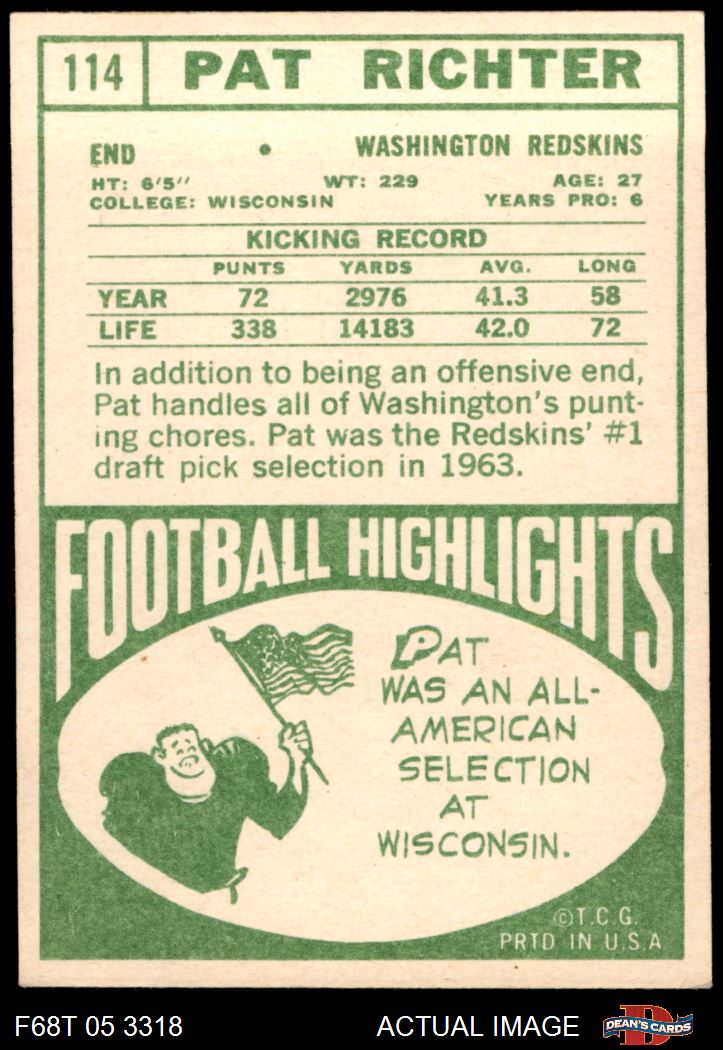 114 PAT RICHTER
END • WASHINGTON REDSKINS
HT: 6'5" WT: 229 AGE: 27
COLLEGE: WISCONSIN YEARS PRO: 6
KICKING RECORD
PUNTS YARDS AVG. LONG
YEAR 72 2976 41.3 58
LIFE 338 14183 42.0 72
In addition to being an offensive end,
Pat handles all of Washington's punt-
ing chores. Pat was the Redskins' #1
draft pick selection in 1963.
FOOTBALL HIGHLIGHTS
PAT
WAS AN ALL-
AMERICAN
SELECTION
AT
WISCONSIN.
©T.C.G.
PRTD IN U.S.A
F68T 05 3318 ACTUAL IMAGE D DEAN'S CARDS